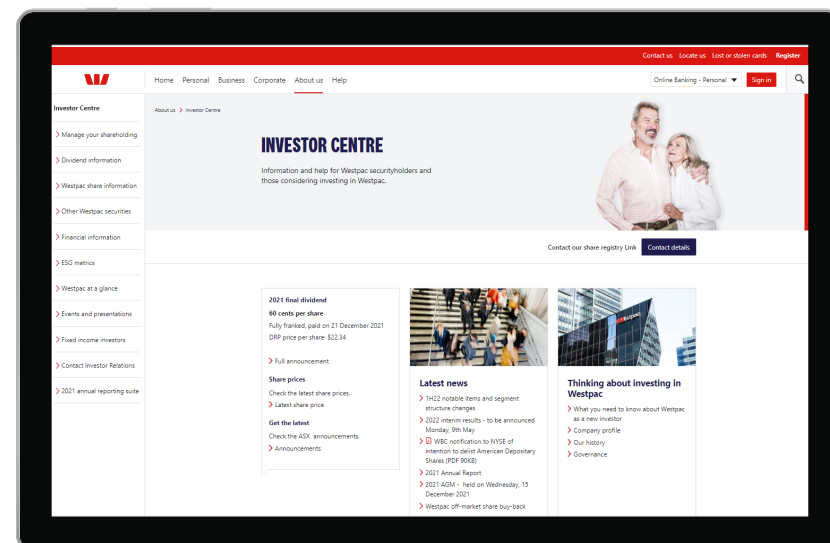 Contact us Locate us Lost or stolen cards Register
Home Personal Business Corporate About us Help
Online Banking - Personal
Sign in
Investor Centre
Manage your shareholding
Dividend information
Westpac share information
Other Westpac securities
Financial information
ESG metrics
Westpac at a glance
Events and presentations
Fixed income investors
Contact Investor Relations
2021 annual reporting suite
About us > Investor Centre
INVESTOR CENTRE
Information and help for Westpac securityholders and
those considering investing in Westpac.
Contact our share registry Link
Contact details
2021 final dividend
60 cents per share
Fully franked, paid on 21 December 2021
DRP price per share: $22.34
Full announcement
Share prices
Check the latest share prices.
Latest share price
Get the latest
Check the ASX announcements.
Announcements
Latest news
1H22 notable items and segment
structure changes
2022 interim results - to be announced
Monday, 9th May
WBC notification to NYSE of
intention to delist American Depositary
Shares (PDF 90KB)
2021 Annual Report
2021 AGM - held on Wednesday, 15
December 2021
Westpac off-market share buy-back
Westpac
Thinking about investing in
Westpac
What you need to know about Westpac
as a new investor
Company profile
Our history
Governance